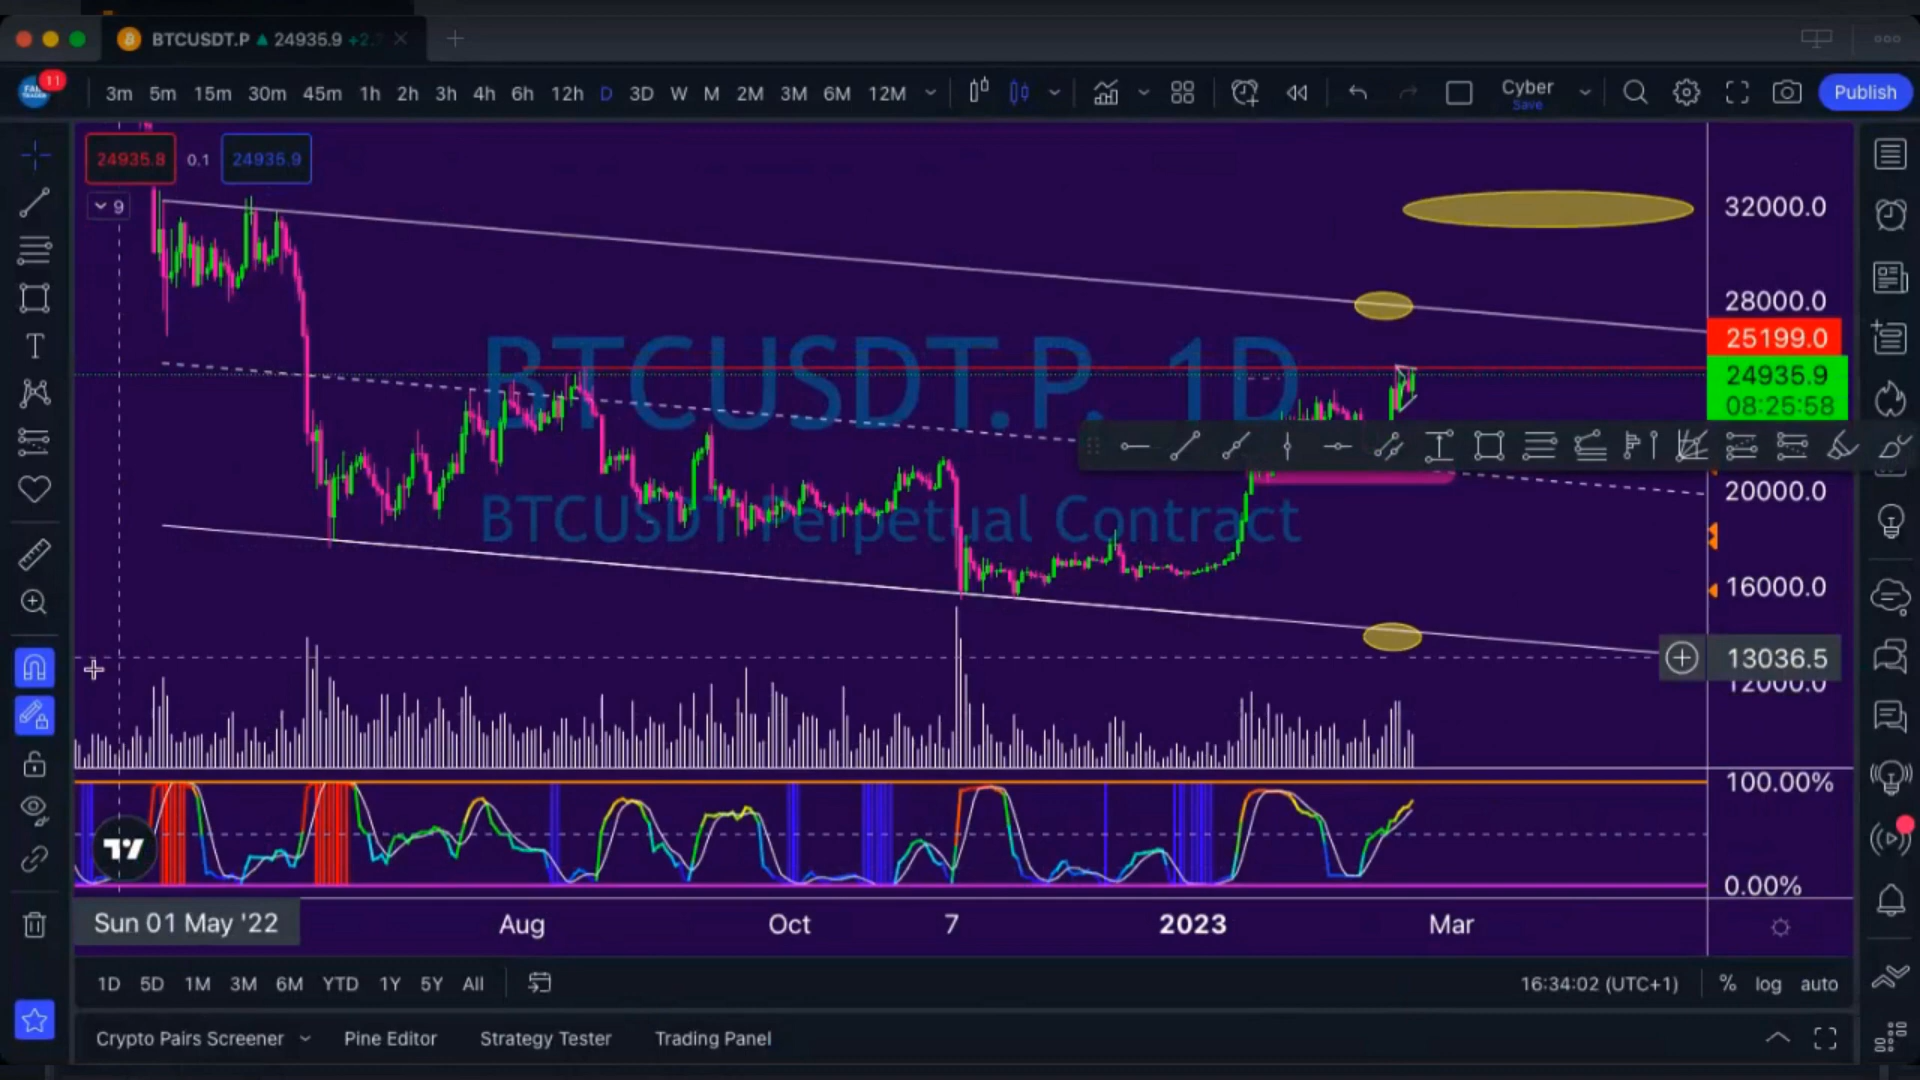 BTCUSDT.P ▲ 24935.9 +2.
11
3m 5m 15m 30m 45m 1h 2h 3h 4h 6h 12h D 3D W M 2M 3M 6M 12M
Cyber
Save
Publish
24935.8 0.1 24935.9
9
BTCUSDT.P. 1D
BTCUSDT Perpetual Contract
32000.0
28000.0
25199.0
24935.9
08:25:58
20000.0
16000.0
13036.5
12000.0
100.00%
0.00%
Sun 01 May '22 Aug Oct 7 2023 Mar
1D 5D 1M 3M 6M YTD 1Y 5Y All
16:34:02 (UTC+1) % log auto
Crypto Pairs Screener Pine Editor Strategy Tester Trading Panel